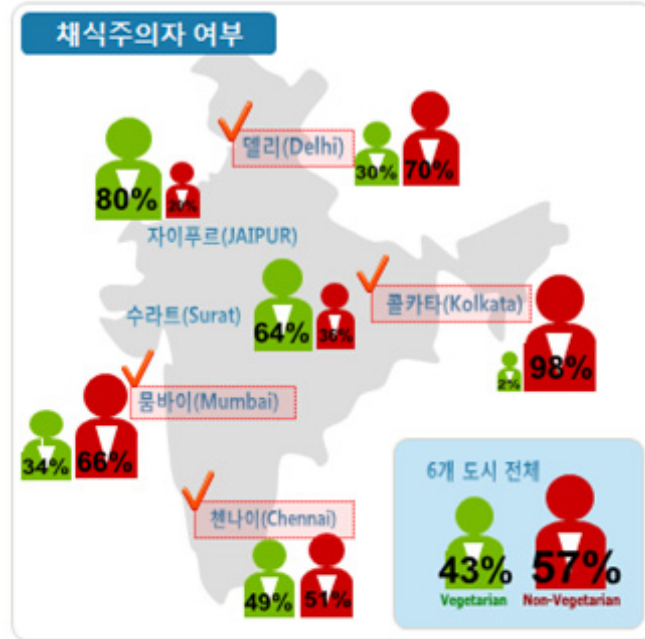 채식주의자 여부
델리(Delhi)
30%
70%
80%
20%
자이푸르(JAIPUR)
수라트(Surat)
64%
36%
콜카타(Kolkata)
2%
98%
뭄바이(Mumbai)
34%
66%
첸나이(Chennai)
49%
51%
6개 도시 전체
43%
57%
Vegetarian
Non-Vegetarian